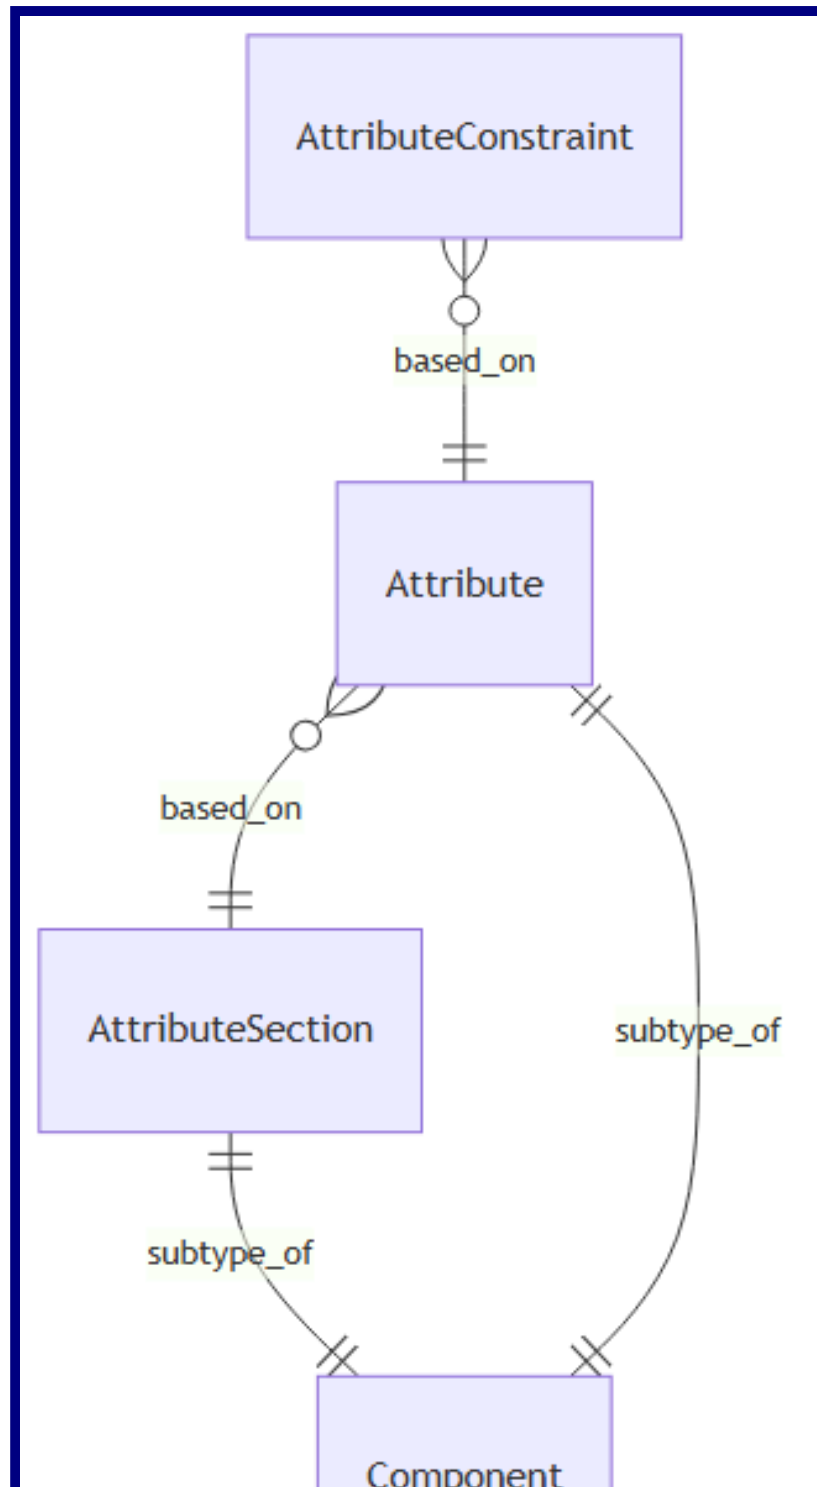 AttributeConstraint
based_on
Attribute
based_on
AttributeSection
subtype_of
subtype_of
Component